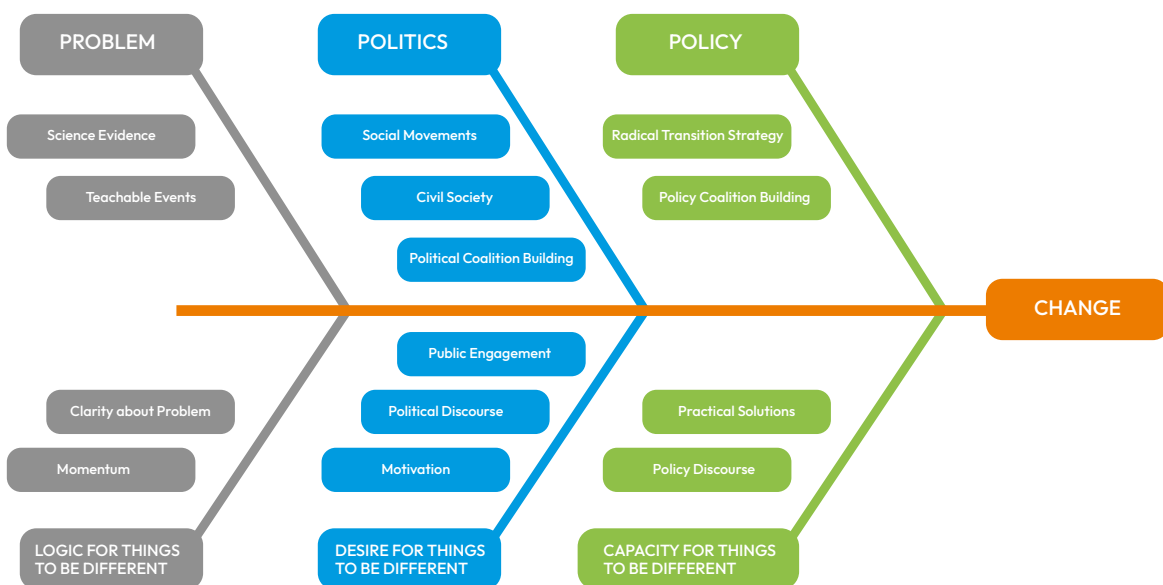 PROBLEM
POLITICS
POLICY
Science Evidence
Social Movements
Radical Transition Strategy
Teachable Events
Civil Society
Policy Coalition Building
Political Coalition Building
CHANGE
Public Engagement
Clarity about Problem
Political Discourse
Practical Solutions
Momentum
Motivation
Policy Discourse
LOGIC FOR THINGS
TO BE DIFFERENT
DESIRE FOR THINGS
TO BE DIFFERENT
CAPACITY FOR THINGS
TO BE DIFFERENT